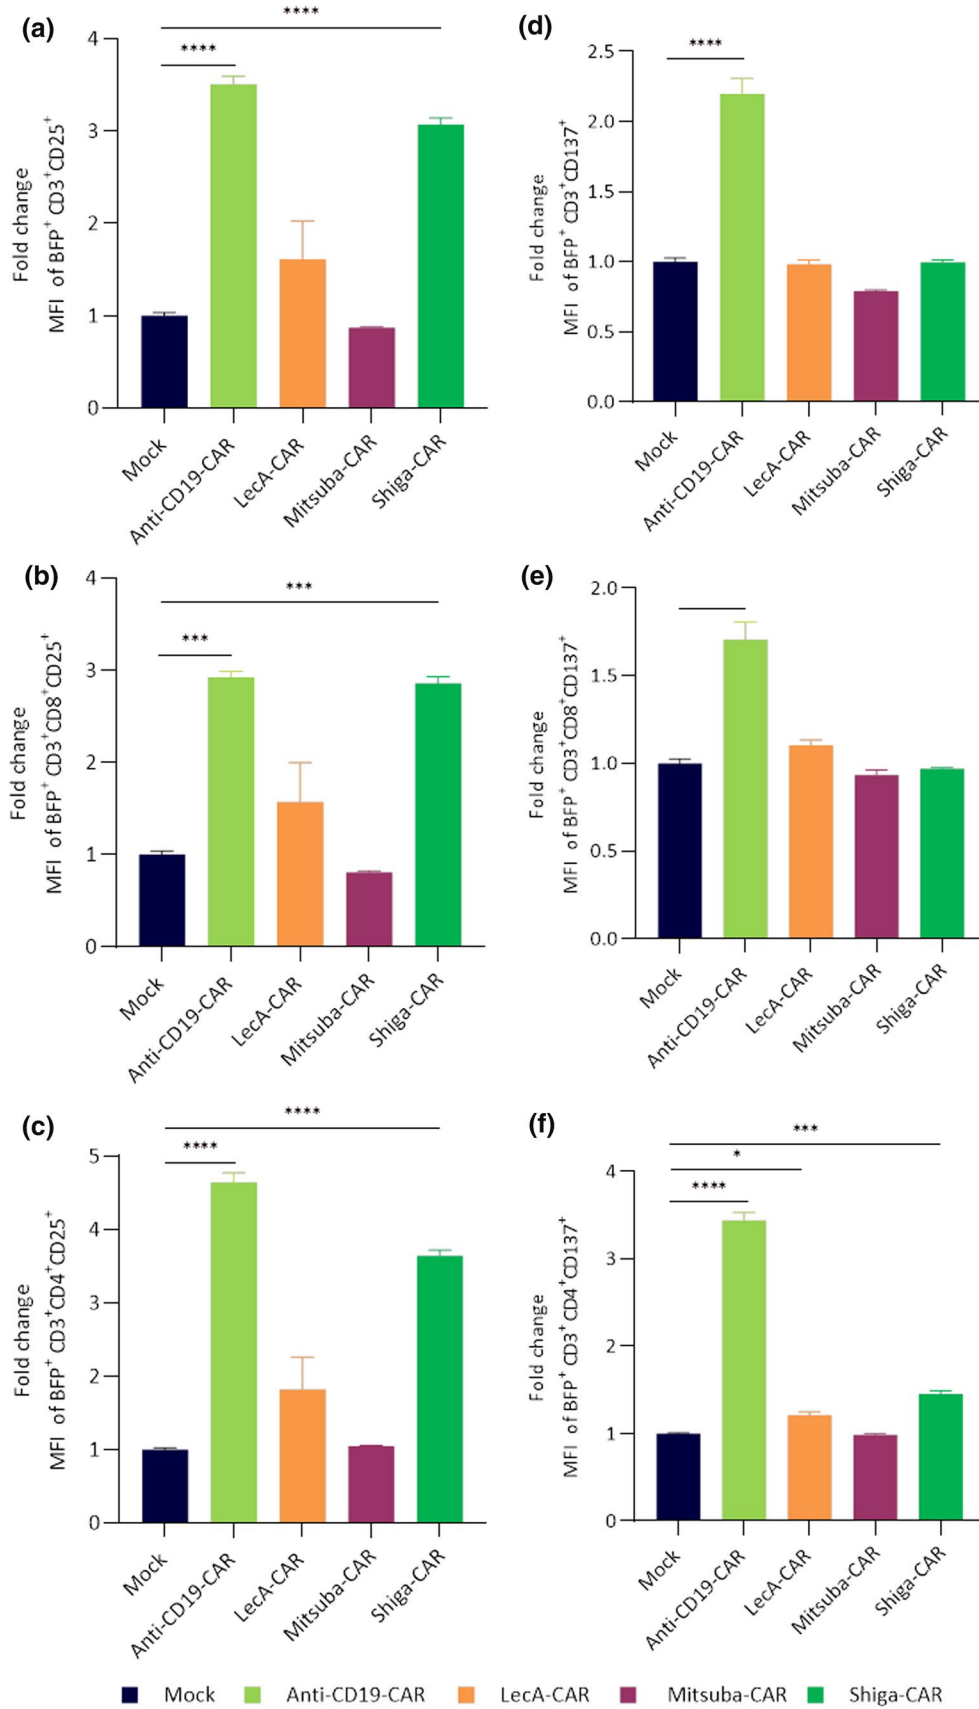 (a)
****
****
4
3
2
1
0
Fold change
MFI of BFP⁺ CD3⁺CD25⁺
Mock
Anti-CD19-CAR
LecA-CAR
Mitsuba-CAR
Shiga-CAR
(d)
****
2.5
2.0
1.5
1.0
0.5
0.0
Fold change
MFI of BFP⁺ CD3⁺CD137⁺
Mock
Anti-CD19-CAR
LecA-CAR
Mitsuba-CAR
Shiga-CAR
(b)
***
***
4
3
2
1
0
Fold change
MFI of BFP⁺ CD3⁺CD8⁺CD25⁺
Mock
Anti-CD19-CAR
LecA-CAR
Mitsuba-CAR
Shiga-CAR
(e)
2.0
1.5
1.0
0.5
0.0
Fold change
MFI of BFP⁺ CD3⁺CD8⁺CD137⁺
Mock
Anti-CD19-CAR
LecA-CAR
Mitsuba-CAR
Shiga-CAR
(c)
****
****
5
4
3
2
1
0
Fold change
MFI of BFP⁺ CD3⁺CD4⁺CD25⁺
Mock
Anti-CD19-CAR
LecA-CAR
Mitsuba-CAR
Shiga-CAR
(f)
***
*
****
4
3
2
1
0
Fold change
MFI of BFP⁺ CD3⁺CD4⁺CD137⁺
Mock
Anti-CD19-CAR
LecA-CAR
Mitsuba-CAR
Shiga-CAR
Mock Anti-CD19-CAR LecA-CAR Mitsuba-CAR Shiga-CAR